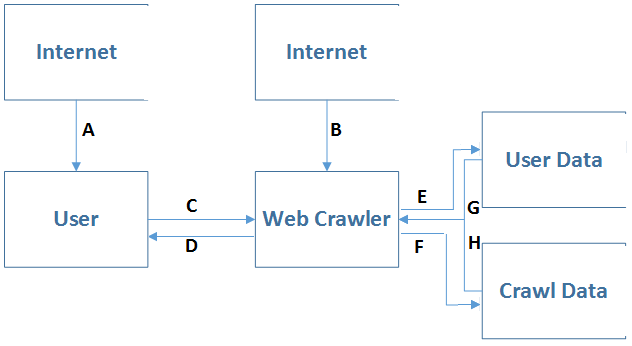 Internet
Internet
A
B
User Data
E
C
G
User
Web Crawler
D
F
H
Crawl Data